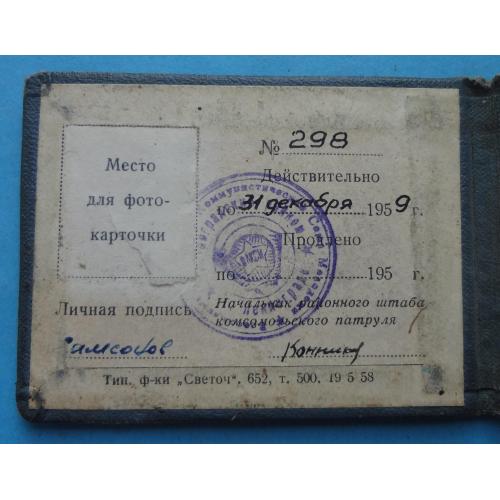 Место
для фото-
карточки
№ 298
Действительно
по 31 декабря 1959 г.
Продлено
по 195 г.
Личная подпись
Начальник районного штаба
комсомольского патруля
Тип. ф-ки „Светоч“, 652, т. 500, 19 5 58